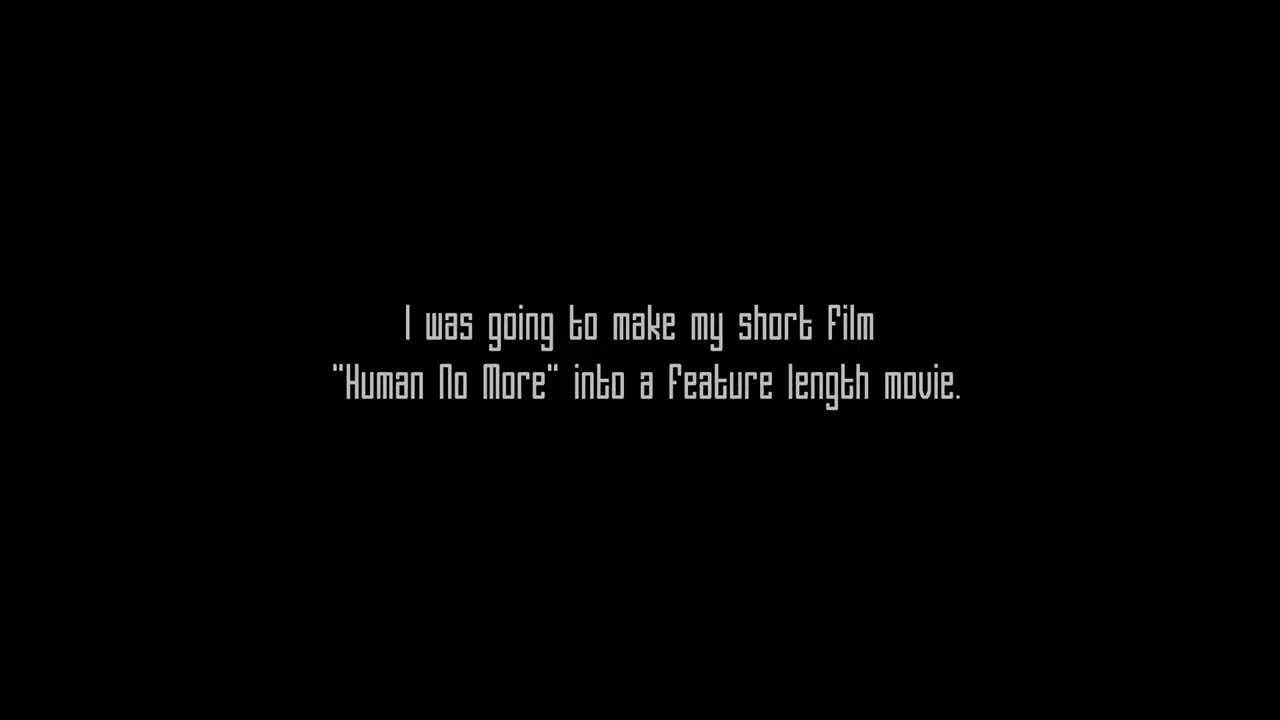 I was going to make my short film
"Human No More" into a feature length movie.